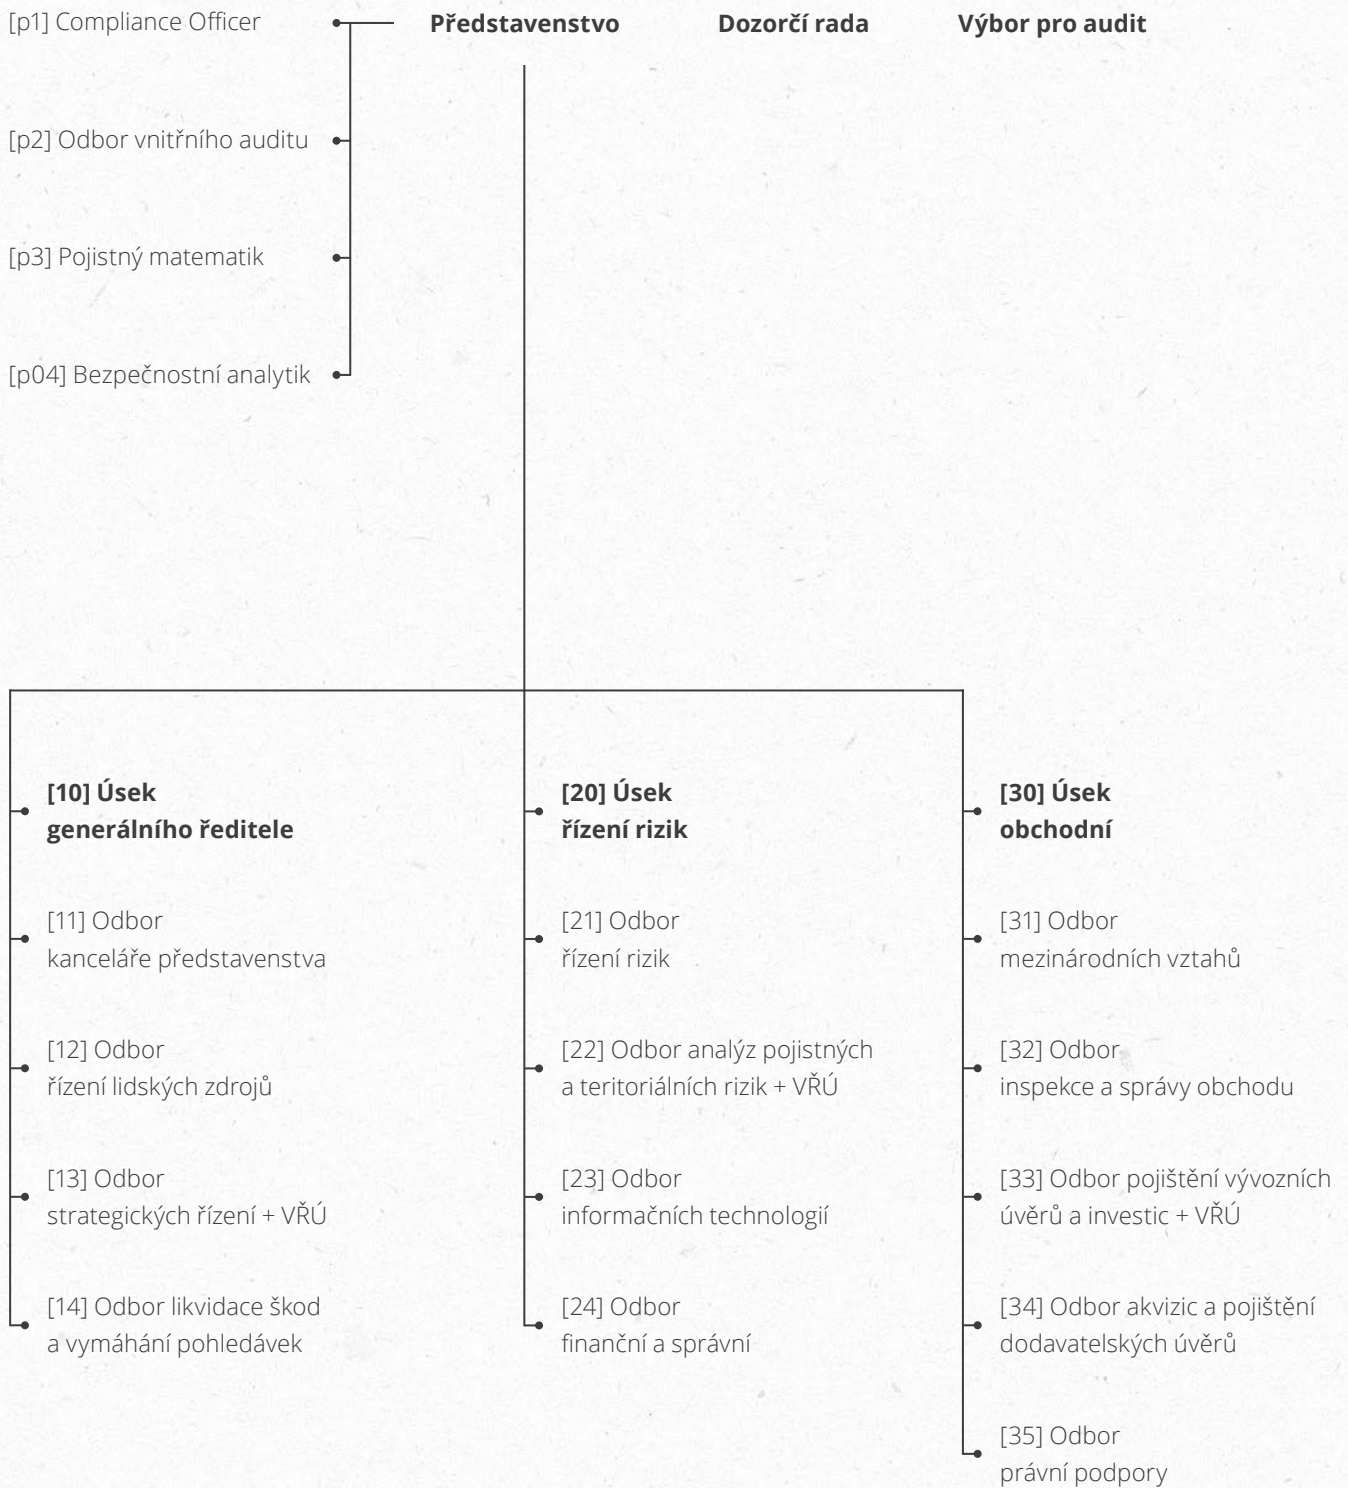 [p1] Compliance Officer
Představenstvo
Dozorčí rada
Výbor pro audit
[p2] Odbor vnitřního auditu
[p3] Pojistný matematik
[p04] Bezpečnostní analytik
[10] Úsek
generálního ředitele
[11] Odbor
kanceláře představenstva
[12] Odbor
řízení lidských zdrojů
[13] Odbor
strategických řízení + VŘÚ
[14] Odbor likvidace škod
a vymáhání pohledávek
[20] Úsek
řízení rizik
[21] Odbor
řízení rizik
[22] Odbor analýz pojistných
a teritoriálních rizik + VŘÚ
[23] Odbor
informačních technologií
[24] Odbor
finanční a správní
[30] Úsek
obchodní
[31] Odbor
mezinárodních vztahů
[32] Odbor
inspekce a správy obchodu
[33] Odbor pojištění vývozních
úvěrů a investic + VŘÚ
[34] Odbor akvizic a pojištění
dodavatelských úvěrů
[35] Odbor
právní podpory